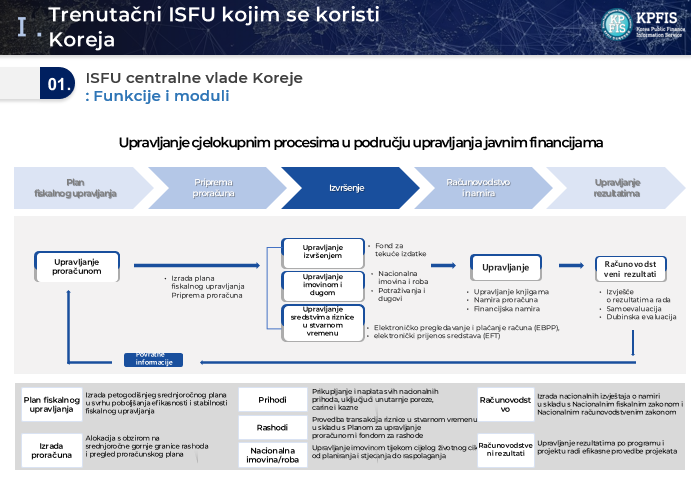 I .
Trenutačni ISFU kojim se koristi
Koreja
KPFIS
KPFIS
Korea Public Finance
Information Service
01.
ISFU centralne vlade Koreje
: Funkcije i moduli
Upravljanje cjelokupnim procesima u području upravljanja javnim financijama
Plan
fiskalnog upravljanja
Priprema
proračuna
Izvršenje
Računovodstvo
i namira
Upravljanje
rezultatima
Upravljanje
proračunom
• Izrada plana
fiskalnog upravljanja
Priprema proračuna
Upravljanje
izvršenjem
• Fond za
tekuće izdatke
Upravljanje
imovinom i
dugom
• Nacionalna
imovina i roba
• Potraživanja i
dugovi
Upravljanje
sredstvima riznice
u stvarnom
vremenu
• Elektroničko pregledavanje i plaćanje računa (EBPP),
• elektronički prijenos sredstava (EFT)
Upravljanje
• Upravljanje knjigama
• Namira proračuna
• Financijska namira
Računovodst
veni rezultati
• Izvješće
o rezultatima rada
• Samoevaluacija
• Dubinska evaluacija
Povratne
informacije
Plan fiskalnog
upravljanja
Izrada petogodišnjeg srednjoročnog plana
u svrhu poboljšanja efikasnosti i stabilnosti
fiskalnog upravljanja
Izrada
proračuna
Alokacija s obzirom na
srednjoročne gornje granice rashoda
i pregled proračunskog plana
Prihodi
Prikupljanje i naplata svih nacionalnih
prihoda, uključujući unutarnje poreze,
carine i kazne
Rashodi
Provedba transakcija riznice u stvarnom vremenu
u skladu s Planom za upravljanje
proračunom i fondom za rashode
Nacionalna
imovina/roba
Upravljanje imovinom tijekom cijelog životnog cik
od planiranja i stjecanja do raspolaganja
Računovodst
vo
Izrada nacionalnih izvještaja o namiri
u skladu s Nacionalnim fiskalnim zakonom i
Nacionalnim računovodstvenim zakonom
Računovodstve
ni rezultati
Upravljanje rezultatima po programu i
projektu radi efikasne provedbe projekata